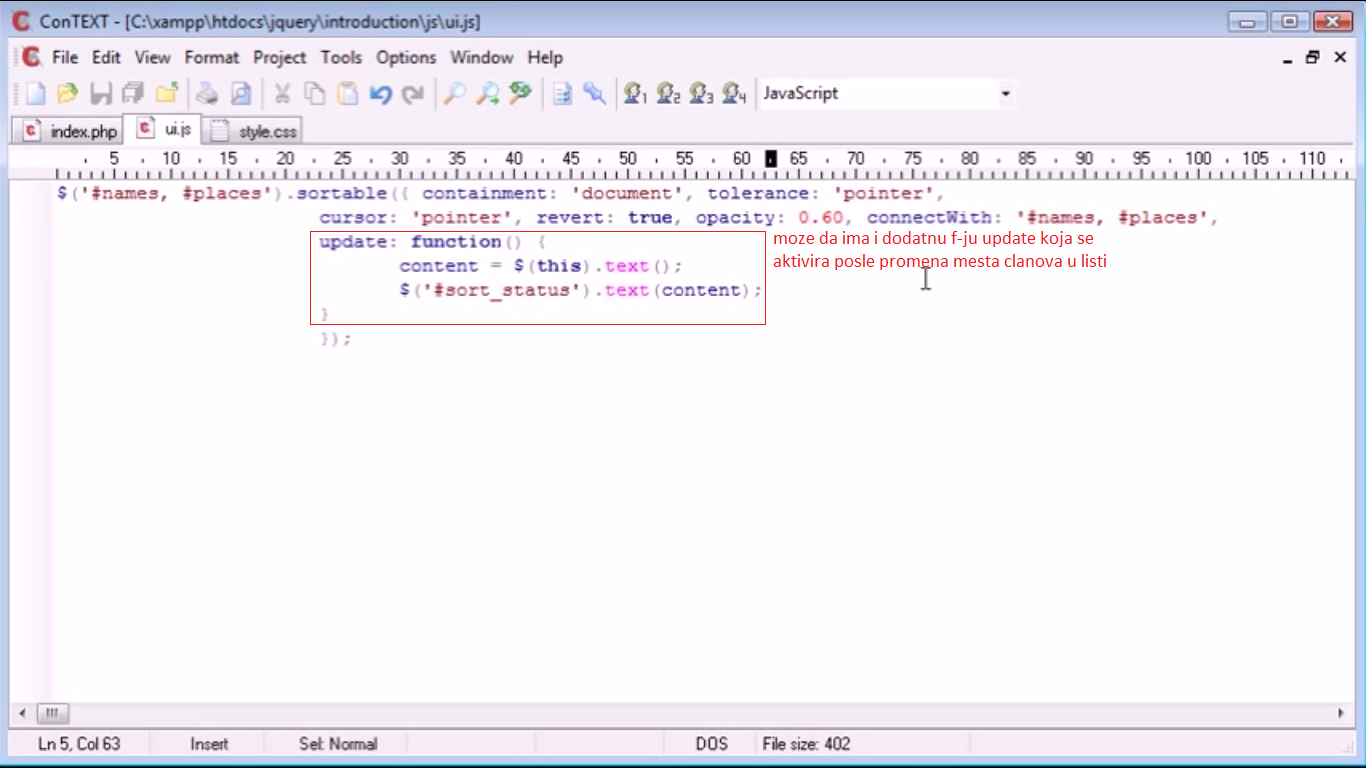 ConTEXT - [C:\xampp\htdocs\jquery\introduction\js\ui.js]
File Edit View Format Project Tools Options Window Help
1 2 3 4 JavaScript
index.php ui.js style.css
5 10 15 20 25 30 35 40 45 50 55 60 65 70 75 80 85 90 95 100 105 110
$('#names, #places').sortable({ containment: 'document', tolerance: 'pointer',
cursor: 'pointer', revert: true, opacity: 0.60, connectWith: '#names, #places',
update: function() {
moze da ima i dodatnu f-ju update koja se
content = $(this).text();
aktivira posle promena mesta clanova u listi
$('#sort_status').text(content);
}
});
Ln 5, Col 63 Insert Sel: Normal DOS File size: 402